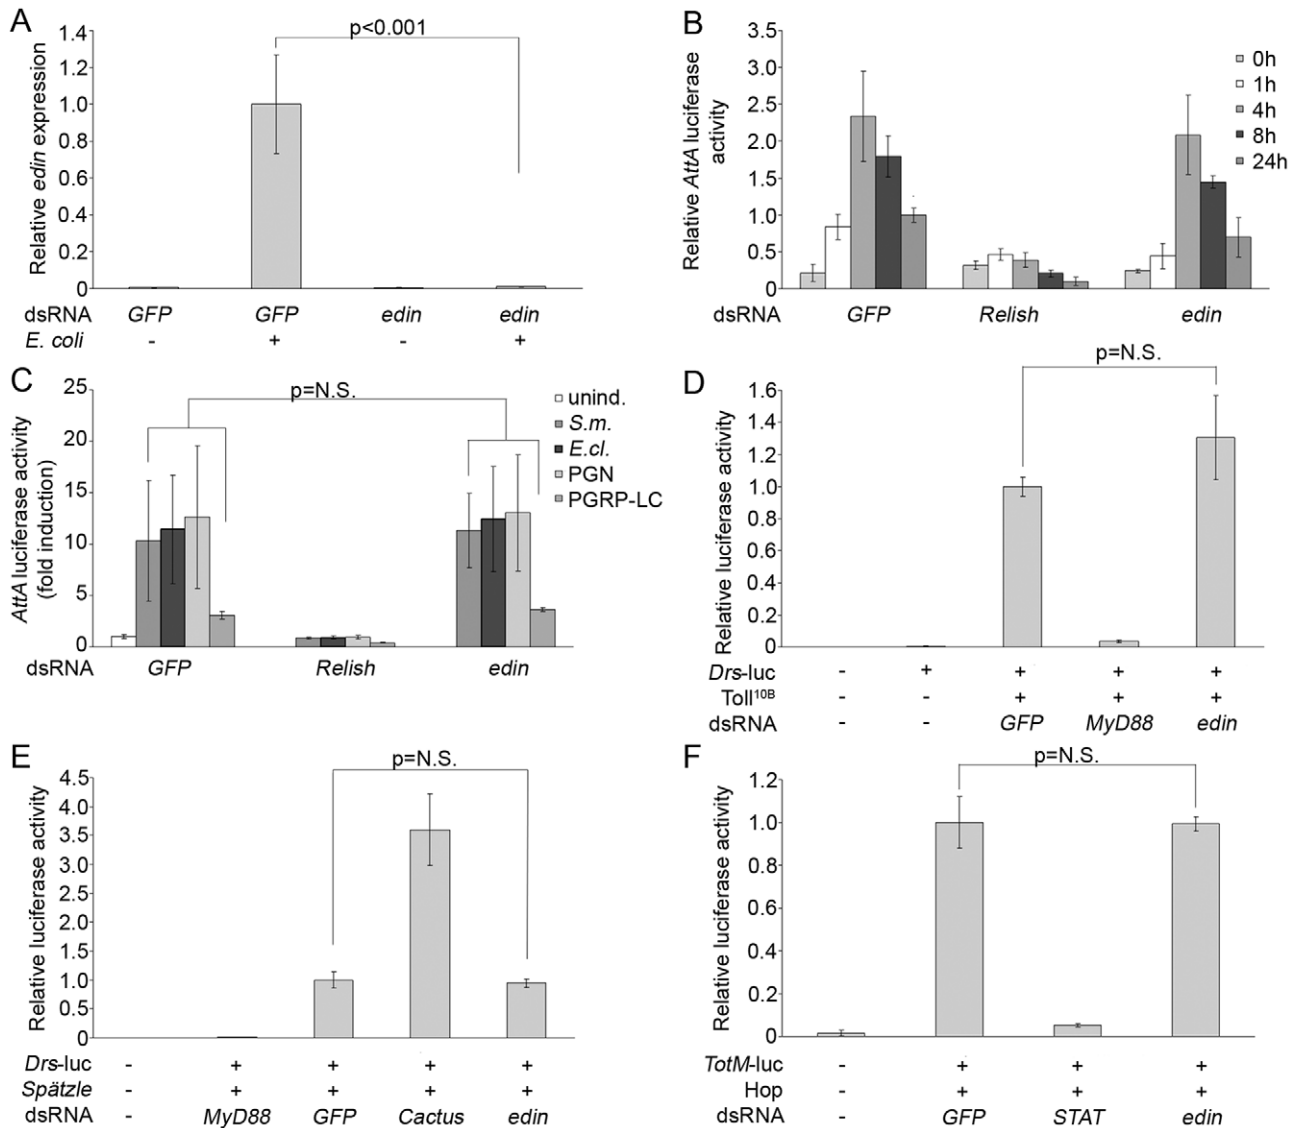 A
p<0.001
Relative edin expression
1.4
1.2
1.0
0.8
0.6
0.4
0.2
0
dsRNA GFP GFP edin edin
E. coli - + - +
B
Relative AttA luciferase
activity
3.5
3.0
2.5
2.0
1.5
1.0
0.5
0
0h
1h
4h
8h
24h
dsRNA GFP Relish edin
C
p=N.S.
AttA luciferase activity
(fold induction)
25
20
15
10
5
0
unind.
S.m.
E.cl.
PGN
PGRP-LC
dsRNA GFP Relish edin
D
p=N.S.
Relative luciferase activity
1.6
1.4
1.2
1.0
0.8
0.6
0.4
0.2
0
Drs-luc - + + + +
Toll10B - - + + +
dsRNA - - GFP MyD88 edin
E
p=N.S.
Relative luciferase activity
4.5
4.0
3.5
3.0
2.5
2.0
1.5
1.0
0.5
0
Drs-luc - + + + +
Spätzle - + + + +
dsRNA - MyD88 GFP Cactus edin
F
p=N.S.
Relative luciferase activity
1.2
1.0
0.8
0.6
0.4
0.2
0
TotM-luc - + + +
Hop - + + +
dsRNA - GFP STAT edin